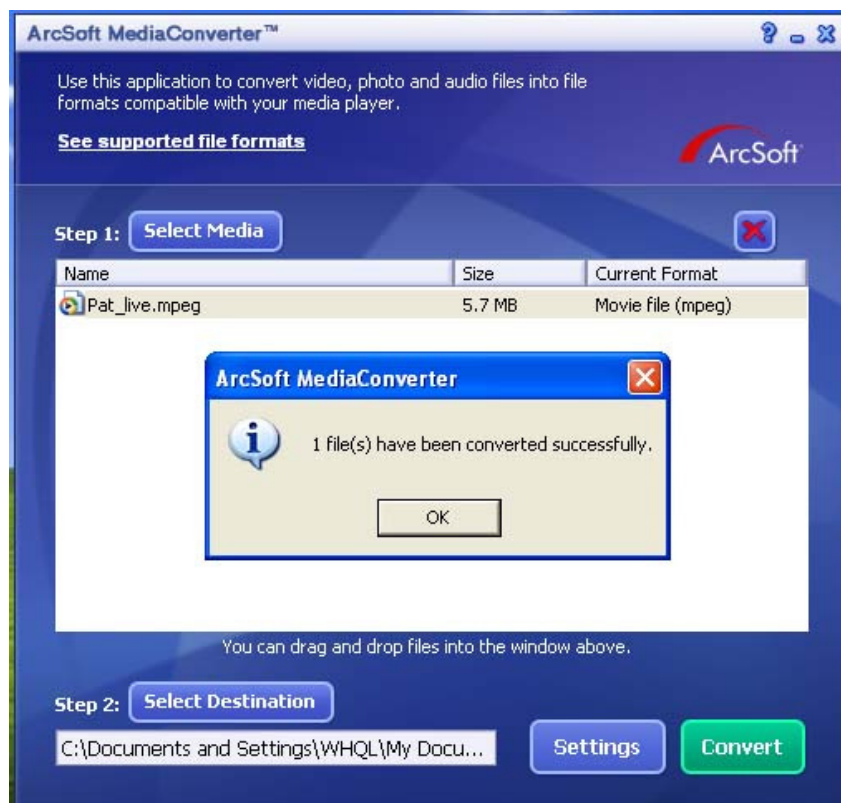 ArcSoft MediaConverter™
Use this application to convert video, photo and audio files into file
formats compatible with your media player.
See supported file formats
ArcSoft
Step 1: Select Media
Name Size Current Format
Pat_live.mpeg 5.7 MB Movie file (mpeg)
ArcSoft MediaConverter
1 file(s) have been converted successfully.
OK
You can drag and drop files into the window above.
Step 2: Select Destination
C:\Documents and Settings\WHQL\My Docu... Settings Convert